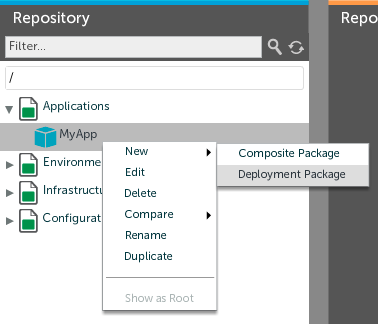 Repository
Repo
Filter...
/
Applications
MyApp
New
Composite Package
Environme
Edit
Deployment Package
Delete
Infrastructu
Compare
Configurat
Rename
Duplicate
Show as Root